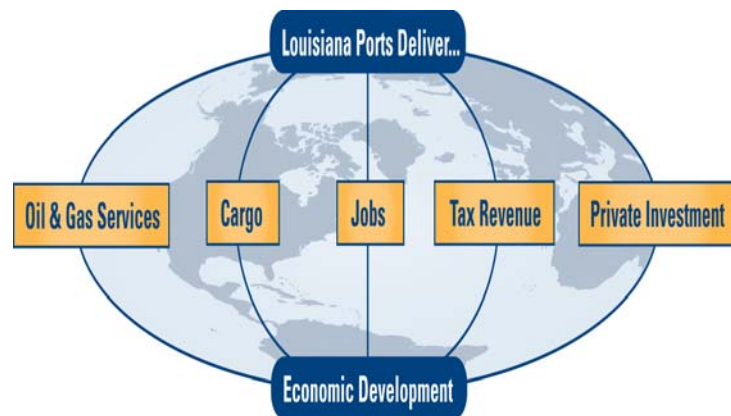 Louisiana Ports Deliver...
Oil & Gas Services
Cargo
Jobs
Tax Revenue
Private Investment
Economic Development